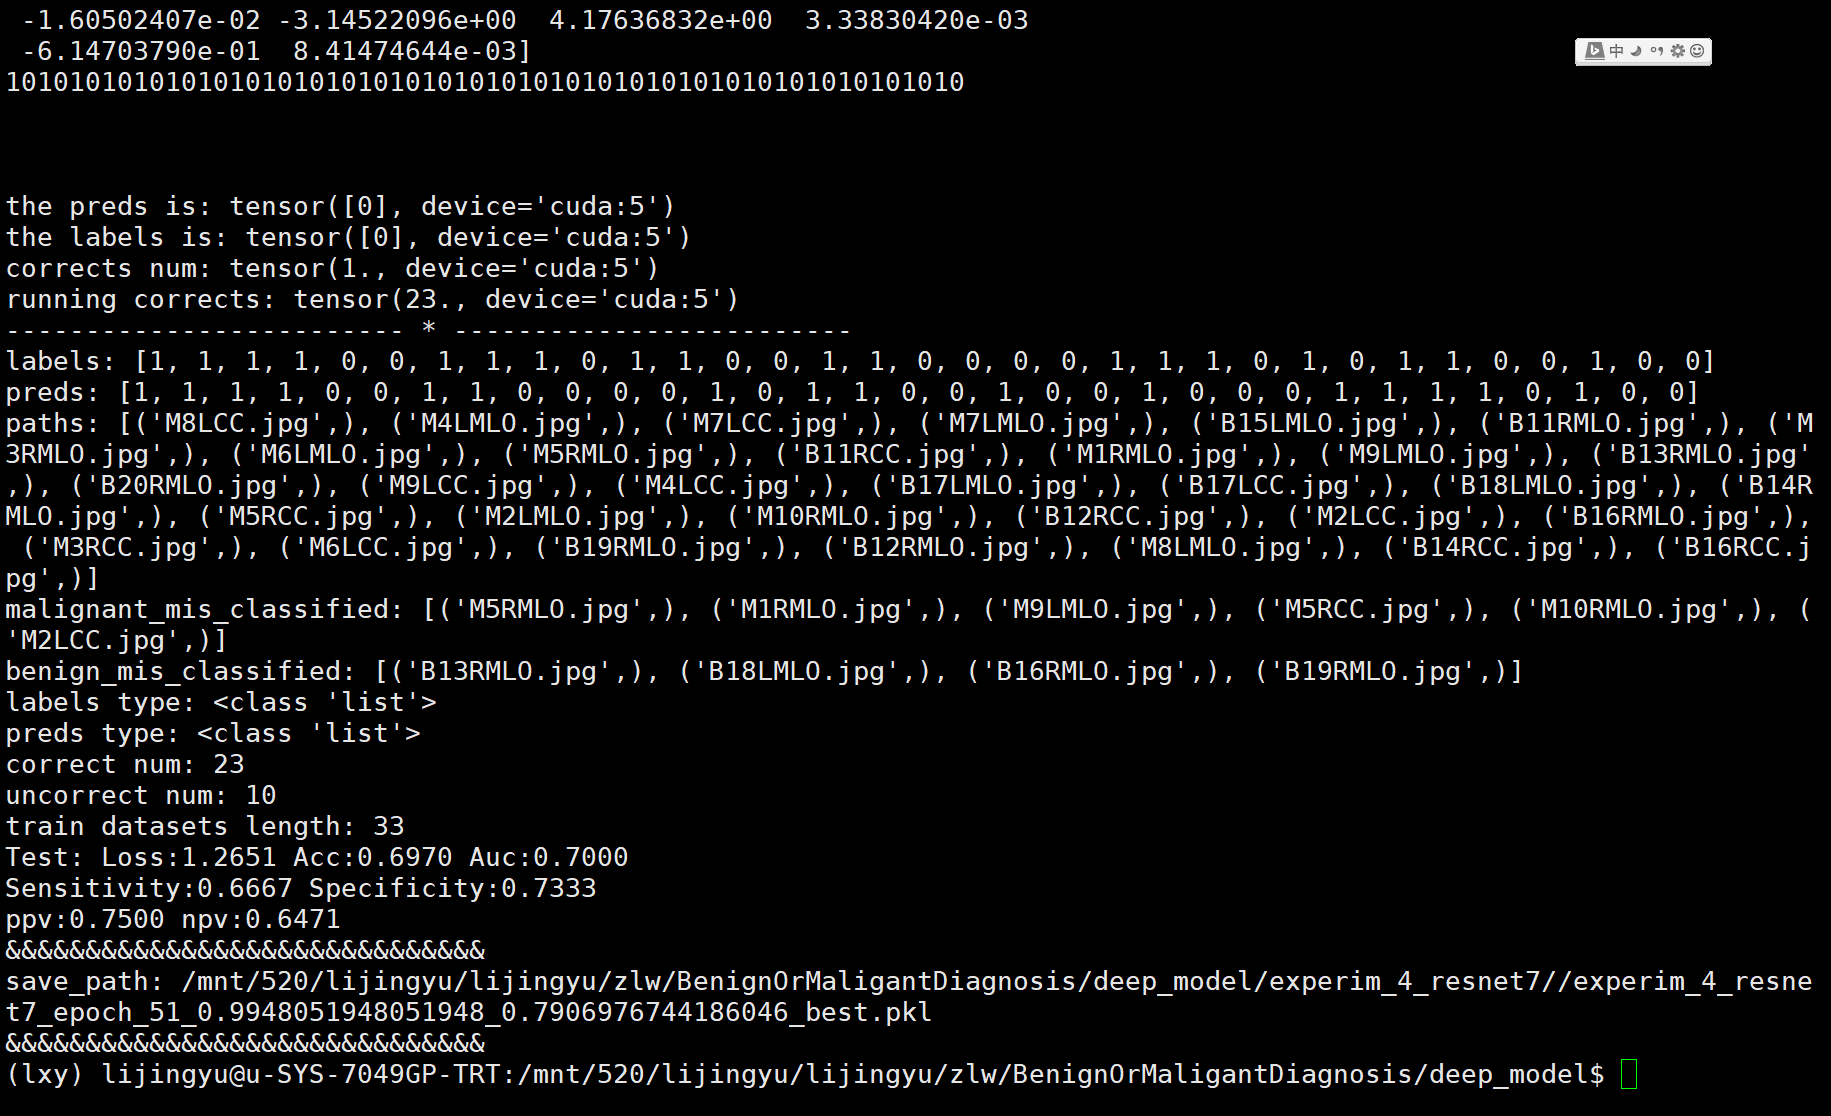 -1.60502407e-02 -3.14522096e+00  4.17636832e+00  3.33830420e-03
-6.14703790e-01  8.41474644e-03]
中
101010101010101010101010101010101010101010101010101010101010
the preds is: tensor([0], device='cuda:5')
the labels is: tensor([0], device='cuda:5')
corrects num: tensor(1., device='cuda:5')
running corrects: tensor(23., device='cuda:5')
------------------------- * -------------------------
labels: [1, 1, 1, 1, 0, 0, 1, 1, 1, 0, 1, 1, 0, 0, 1, 1, 0, 0, 0, 0, 1, 1, 1, 0, 1, 0, 1, 1, 0, 0, 1, 0, 0]
preds: [1, 1, 1, 1, 0, 0, 1, 1, 0, 0, 0, 0, 1, 0, 1, 1, 0, 0, 1, 0, 0, 1, 0, 0, 0, 1, 1, 1, 1, 0, 1, 0, 0]
paths: [('M8LCC.jpg',), ('M4LMLO.jpg',), ('M7LCC.jpg',), ('M7LMLO.jpg',), ('B15LMLO.jpg',), ('B11RMLO.jpg',), ('M
3RMLO.jpg',), ('M6LMLO.jpg',), ('M5RMLO.jpg',), ('B11RCC.jpg',), ('M1RMLO.jpg',), ('M9LMLO.jpg',), ('B13RMLO.jpg'
,), ('B20RMLO.jpg',), ('M9LCC.jpg',), ('M4LCC.jpg',), ('B17LMLO.jpg',), ('B17LCC.jpg',), ('B18LMLO.jpg',), ('B14R
MLO.jpg',), ('M5RCC.jpg',), ('M2LMLO.jpg',), ('M10RMLO.jpg',), ('B12RCC.jpg',), ('M2LCC.jpg',), ('B16RMLO.jpg',),
('M3RCC.jpg',), ('M6LCC.jpg',), ('B19RMLO.jpg',), ('B12RMLO.jpg',), ('M8LMLO.jpg',), ('B14RCC.jpg',), ('B16RCC.j
pg',)]
malignant_mis_classified: [('M5RMLO.jpg',), ('M1RMLO.jpg',), ('M9LMLO.jpg',), ('M5RCC.jpg',), ('M10RMLO.jpg',), (
'M2LCC.jpg',)]
benign_mis_classified: [('B13RMLO.jpg',), ('B18LMLO.jpg',), ('B16RMLO.jpg',), ('B19RMLO.jpg',)]
labels type: <class 'list'>
preds type: <class 'list'>
correct num: 23
uncorrect num: 10
train datasets length: 33
Test: Loss:1.2651 Acc:0.6970 Auc:0.7000
Sensitivity:0.6667 Specificity:0.7333
ppv:0.7500 npv:0.6471
&&&&&&&&&&&&&&&&&&&&&&&&&&&&&&
save_path: /mnt/520/lijingyu/lijingyu/zlw/BenignOrMaligantDiagnosis/deep_model/experim_4_resnet7//experim_4_resne
t7_epoch_51_0.9948051948051948_0.7906976744186046_best.pkl
&&&&&&&&&&&&&&&&&&&&&&&&&&&&&&
(lxy) lijingyu@u-SYS-7049GP-TRT:/mnt/520/lijingyu/lijingyu/zlw/BenignOrMaligantDiagnosis/deep_model$